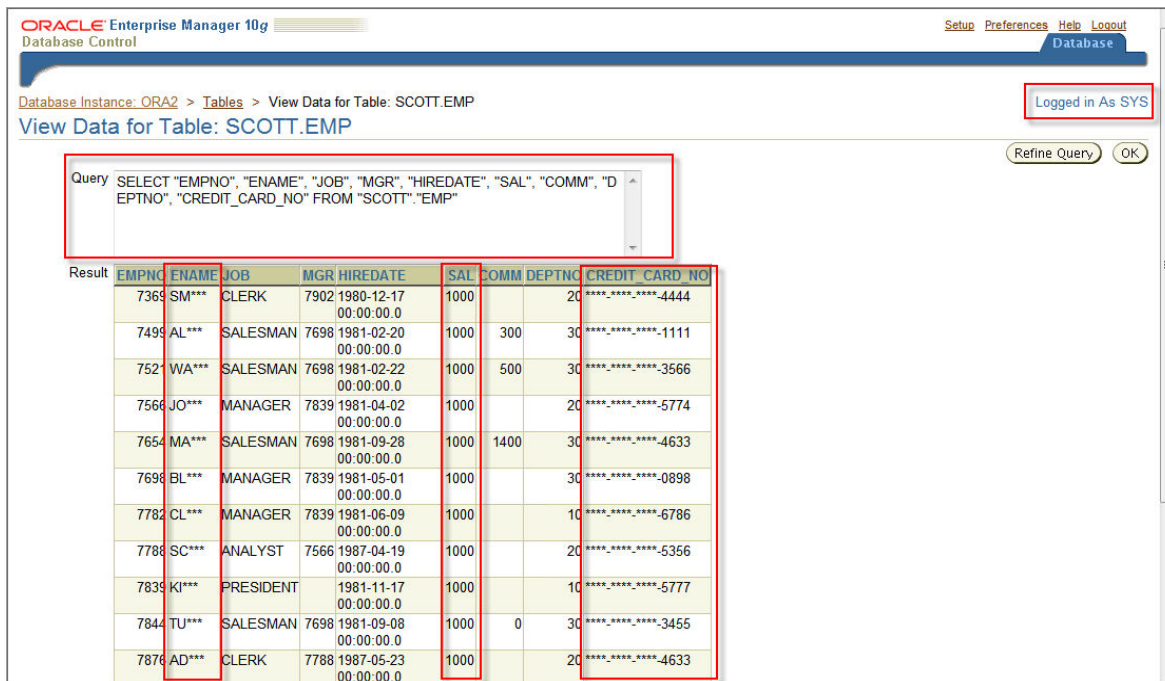 ORACLE Enterprise Manager 10g
Database Control
Setup Preferences Help Logout
Database
Database Instance: ORA2 > Tables > View Data for Table: SCOTT.EMP
Logged in As SYS
View Data for Table: SCOTT.EMP
Refine Query OK
Query SELECT "EMPNO", "ENAME", "JOB", "MGR", "HIREDATE", "SAL", "COMM", "D
EPTNO", "CREDIT_CARD_NO" FROM "SCOTT"."EMP"
Result EMPNO ENAME JOB MGR HIREDATE SAL COMM DEPTNO CREDIT_CARD_NO
7369 SM*** CLERK 7902 1980-12-17 1000 20 ****-****-****-4444
00:00:00.0
7499 AL*** SALESMAN 7698 1981-02-20 1000 300 30 ****-****-****-1111
00:00:00.0
7521 WA*** SALESMAN 7698 1981-02-22 1000 500 30 ****-****-****-3566
00:00:00.0
7566 JO*** MANAGER 7839 1981-04-02 1000 20 ****-****-****-5774
00:00:00.0
7654 MA*** SALESMAN 7698 1981-09-28 1000 1400 30 ****-****-****-4633
00:00:00.0
7698 BL*** MANAGER 7839 1981-05-01 1000 30 ****-****-****-0898
00:00:00.0
7782 CL*** MANAGER 7839 1981-06-09 1000 10 ****-****-****-6786
00:00:00.0
7788 SC*** ANALYST 7566 1987-04-19 1000 20 ****-****-****-5356
00:00:00.0
7839 KI*** PRESIDENT 1981-11-17 1000 10 ****-****-****-5777
00:00:00.0
7844 TU*** SALESMAN 7698 1981-09-08 1000 0 30 ****-****-****-3455
00:00:00.0
7876 AD*** CLERK 7788 1987-05-23 1000 20 ****-****-****-4633
00:00:00.0